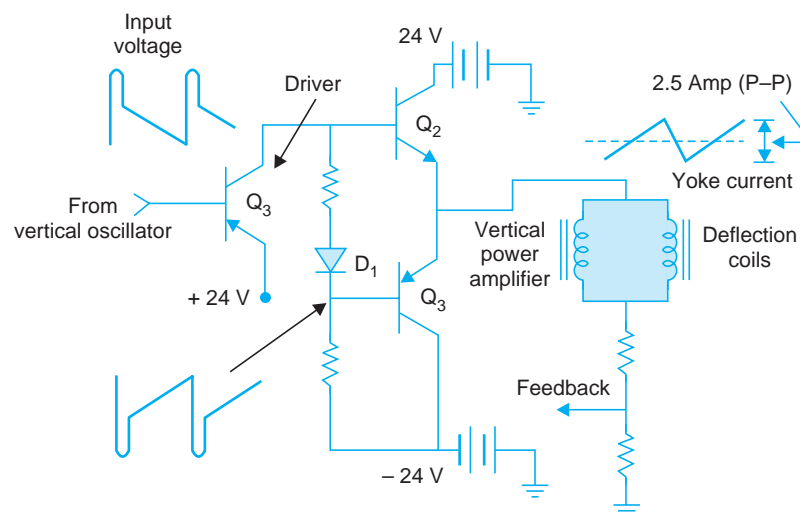 Input
voltage
24 V
Driver
2.5 Amp (P–P)
Q2
Yoke current
Q3
From
vertical oscillator
Vertical
power
amplifier
Deflection
coils
D1
+ 24 V
Q3
Feedback
– 24 V